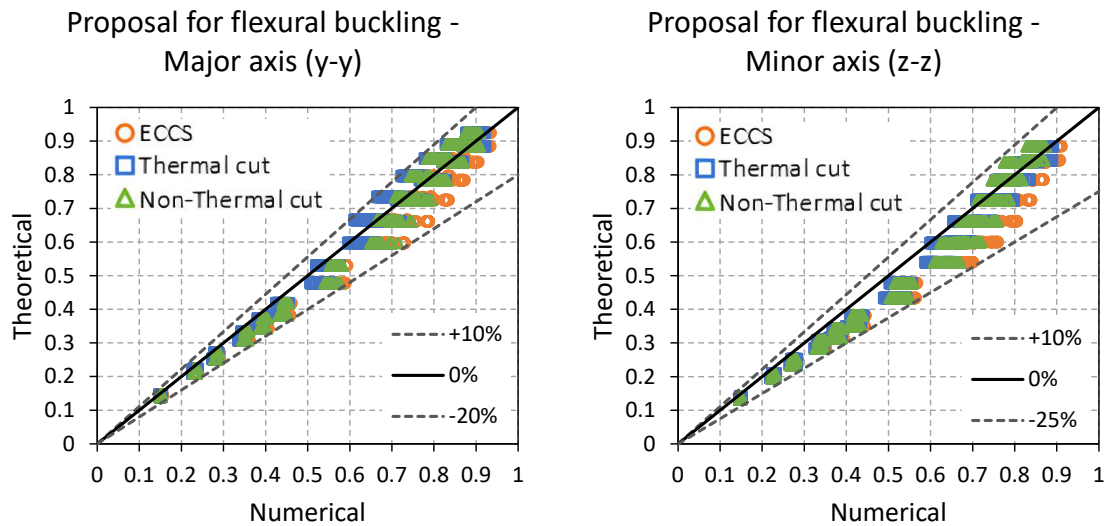 Proposal for flexural buckling -
Major axis (y-y)
1
0.9
0.8
0.7
0.6
0.5
0.4
0.3
0.2
0.1
0
Theoretical
ECCS
Thermal cut
Non-Thermal cut
+10%
0%
-20%
0 0.1 0.2 0.3 0.4 0.5 0.6 0.7 0.8 0.9 1
Numerical
Proposal for flexural buckling -
Minor axis (z-z)
1
0.9
0.8
0.7
0.6
0.5
0.4
0.3
0.2
0.1
0
Theoretical
ECCS
Thermal cut
Non-Thermal cut
+10%
0%
-25%
0 0.1 0.2 0.3 0.4 0.5 0.6 0.7 0.8 0.9 1
Numerical